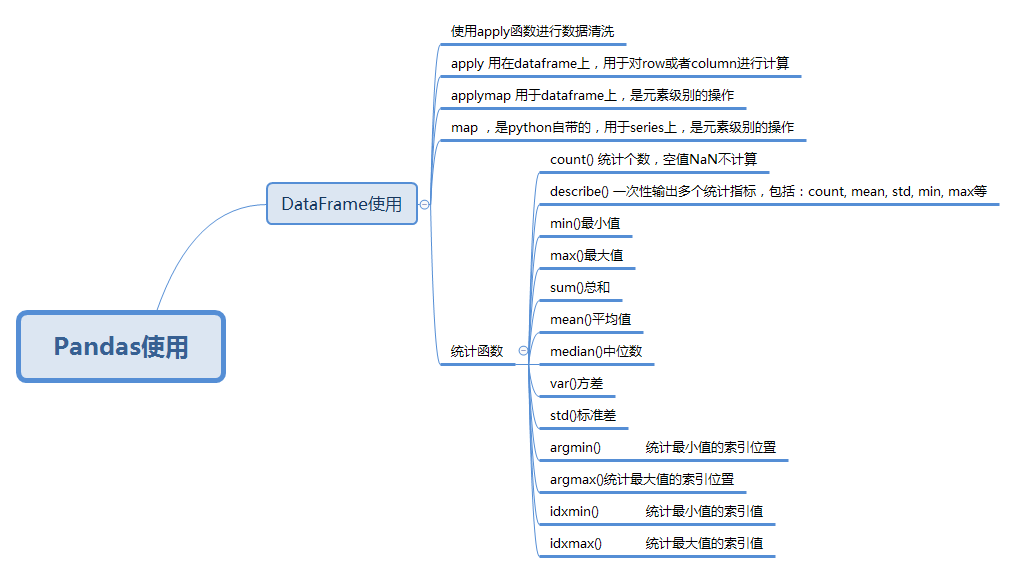 使用apply函数进行数据清洗
apply 用在dataframe上，用于对row或者column进行计算
applymap 用于dataframe上，是元素级别的操作
map ，是python自带的，用于series上，是元素级别的操作
count() 统计个数，空值NaN不计算
describe() 一次性输出多个统计指标，包括：count, mean, std, min, max等
DataFrame使用
min()最小值
max()最大值
sum()总和
mean()平均值
Pandas使用
统计函数
median()中位数
var()方差
std()标准差
argmin() 统计最小值的索引位置
argmax()统计最大值的索引位置
idxmin() 统计最小值的索引值
idxmax() 统计最大值的索引值